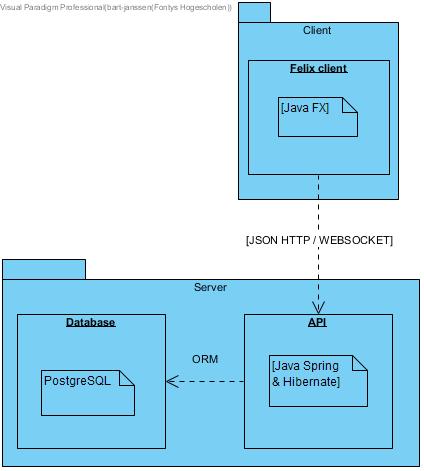 Visual Paradigm Professional(bart-janssen(Fontys Hogescholen))
Client
Felix client
[Java FX]
[JSON HTTP / WEBSOCKET]
Server
Database
API
ORM
PostgreSQL
[Java Spring
& Hibernate]